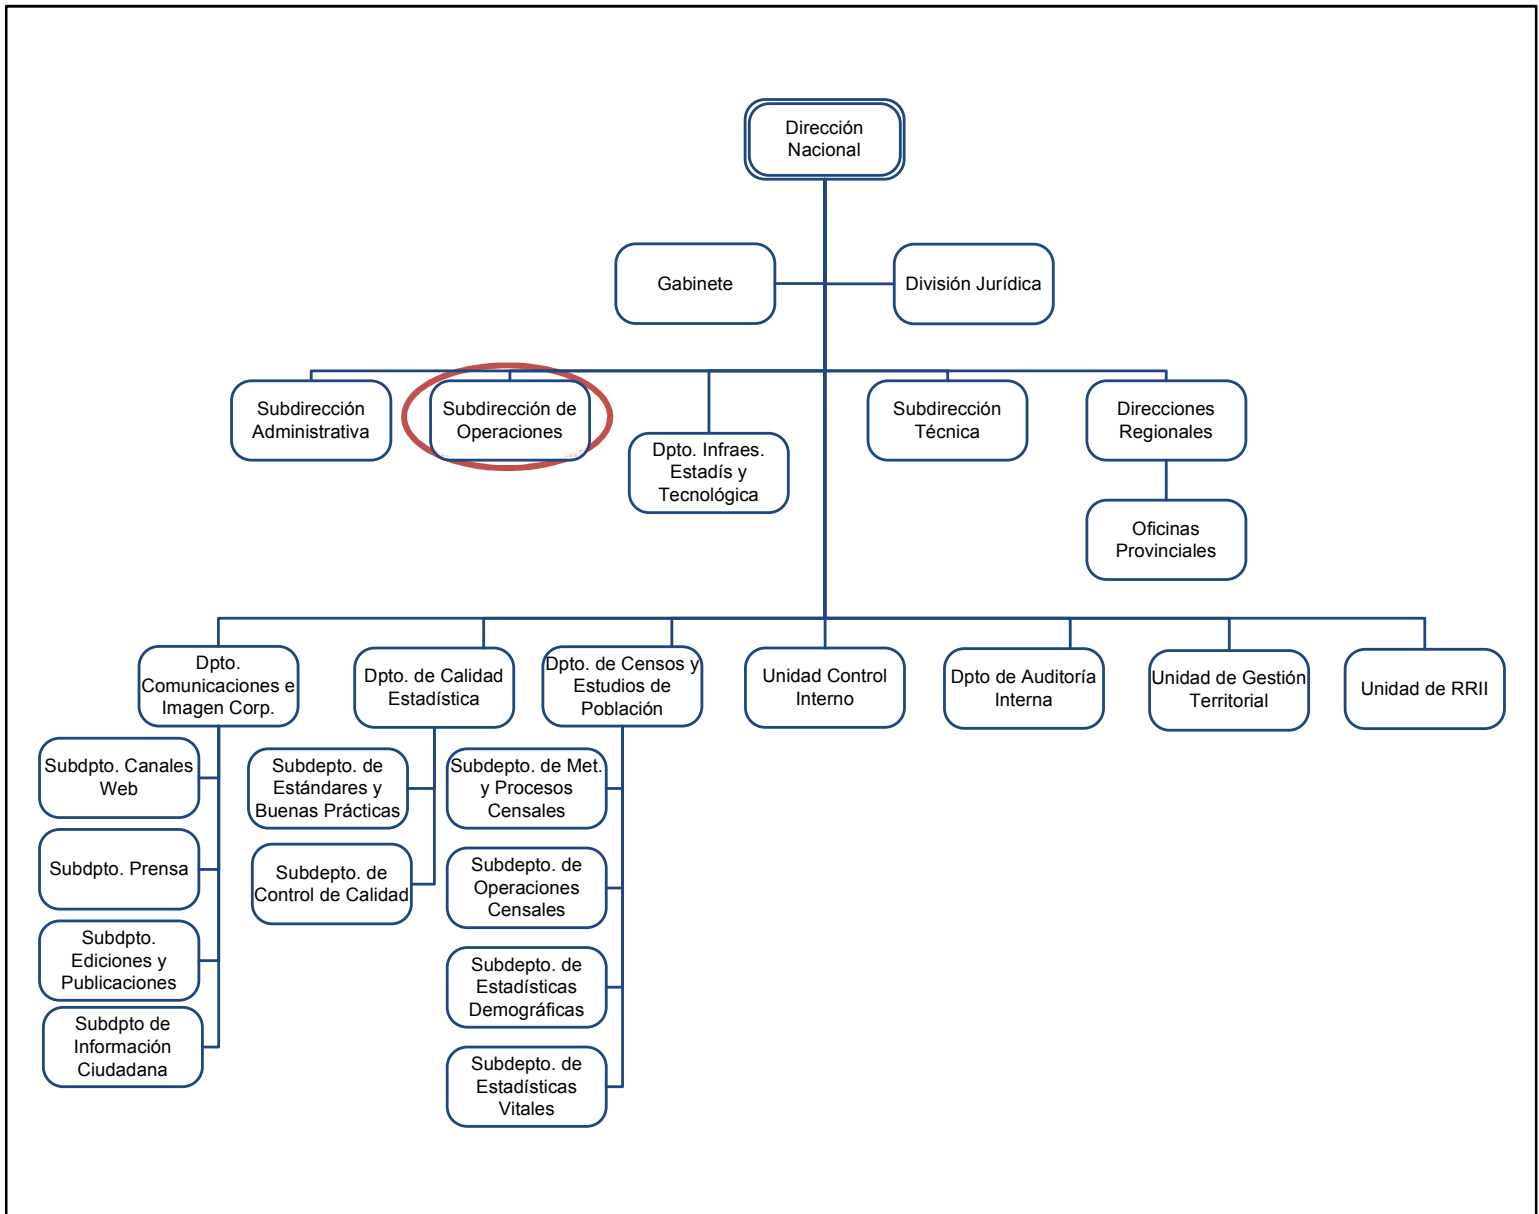 Dirección
Nacional
Gabinete
División Jurídica
Subdirección
Administrativa
Subdirección de
Operaciones
Dpto. Infraes.
Estadís y
Tecnológica
Subdirección
Técnica
Direcciones
Regionales
Oficinas
Provinciales
Dpto.
Comunicaciones e
Imagen Corp.
Dpto. de Calidad
Estadística
Dpto. de Censos y
Estudios de
Población
Unidad Control
Interno
Dpto de Auditoría
Interna
Unidad de Gestión
Territorial
Unidad de RRII
Subdpto. Canales
Web
Subdpto. Prensa
Subdpto.
Ediciones y
Publicaciones
Subdpto de
Información
Ciudadana
Subdepto. de
Estándares y
Buenas Prácticas
Subdepto. de
Control de Calidad
Subdepto. de Met.
y Procesos
Censales
Subdepto. de
Operaciones
Censales
Subdepto. de
Estadísticas
Demográficas
Subdepto. de
Estadísticas
Vitales